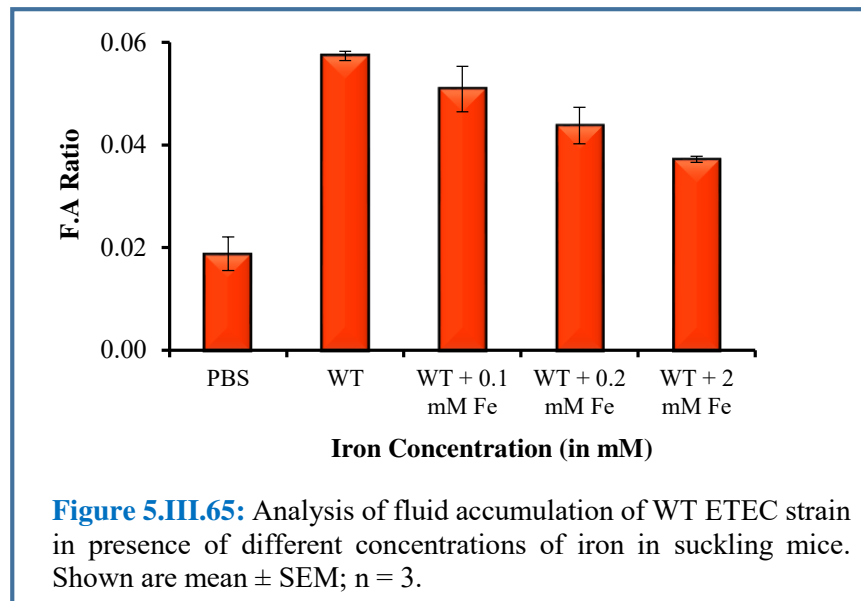 0.06
0.04
0.02
0.00
F.A Ratio
PBS
WT
WT + 0.1
mM Fe
WT + 0.2
mM Fe
WT + 2
mM Fe
Iron Concentration (in mM)
Figure 5.III.65: Analysis of fluid accumulation of WT ETEC strain
in presence of different concentrations of iron in suckling mice.
Shown are mean ± SEM; n = 3.